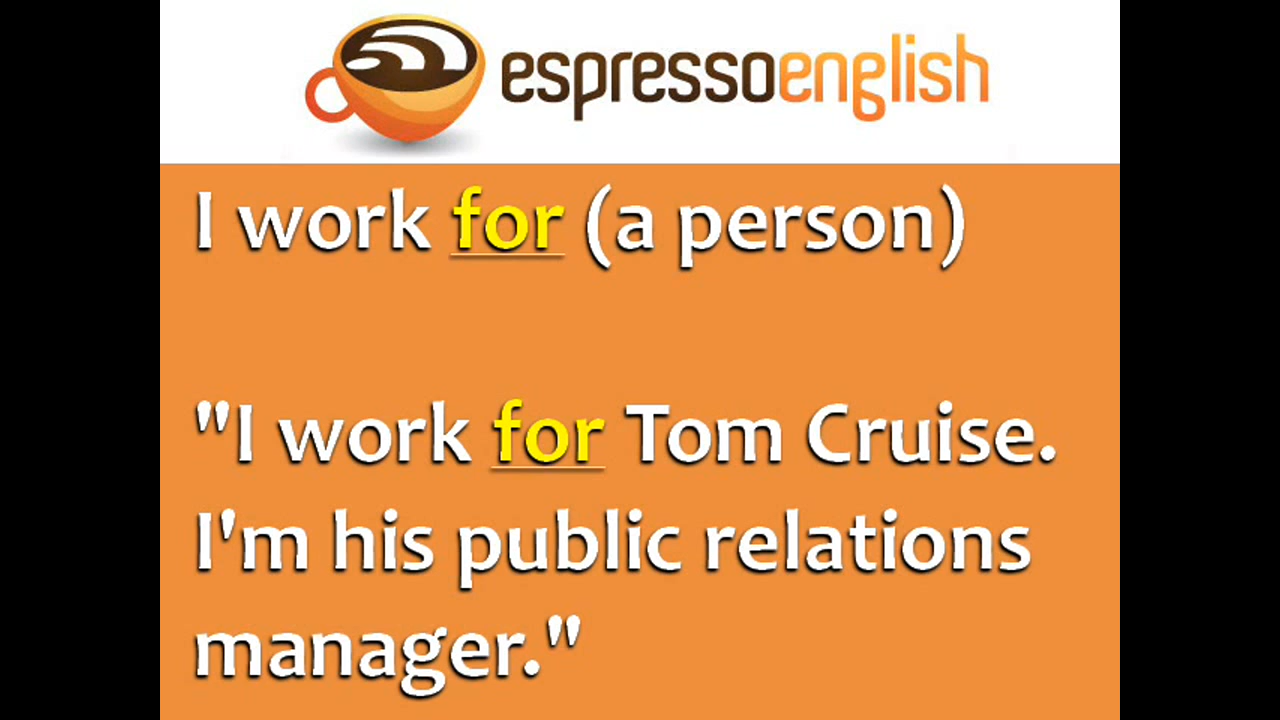 espressoenglish
I work for (a person)
"I work for Tom Cruise.
I'm his public relations
manager."